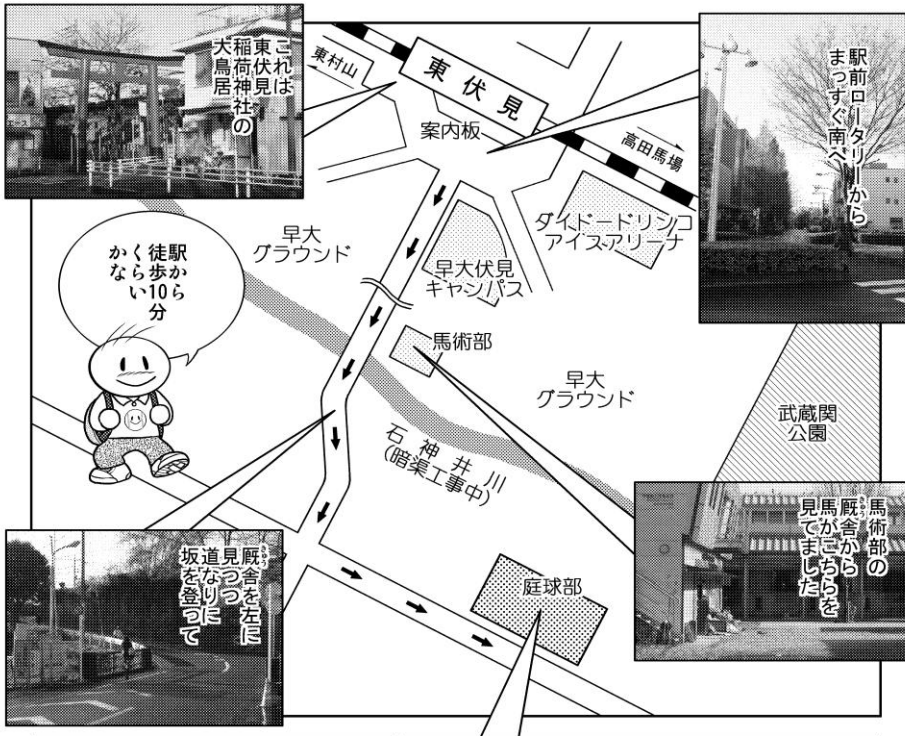 これは
東伏見
稲荷神社の
大鳥居
東村山
東伏見
高田馬場
案内板
駅前ロータリーから
まっすぐ南へ
早大
グラウンド
早大伏見
キャンパス
ダイドードリンコ
アイスアリーナ
駅から
徒歩10分
くらい
かな
馬術部
早大
グラウンド
武蔵関
公園
石神井川
(暗渠工事中)
馬術部の
厩舎から
きゅう
馬がこちらを
見てました
厩舎を左に
きゅう
見つつ
道なりに
坂を登って
庭球部